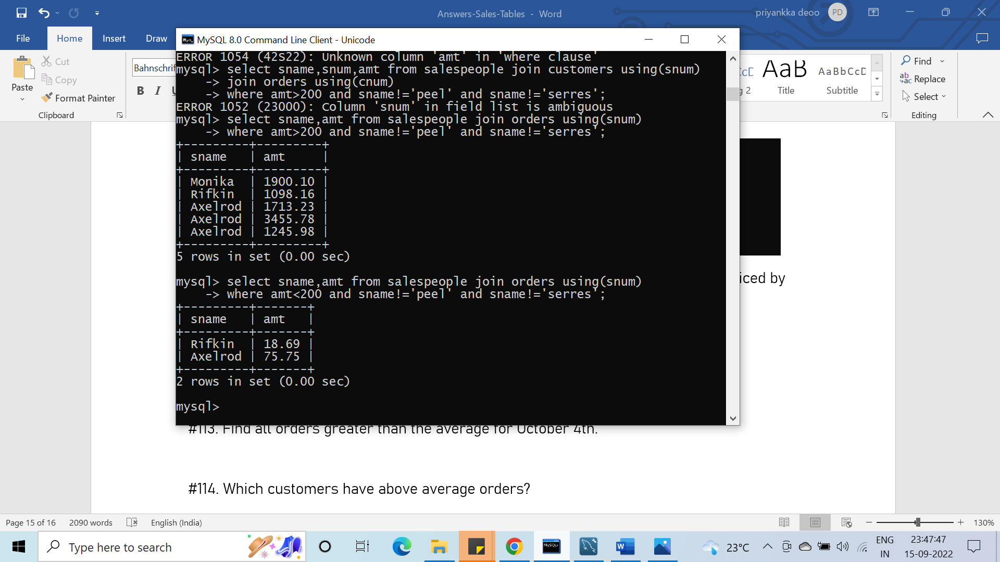 Answers-Sales-Tables - Word
priyankka deoo PD
File Home Insert Draw
MySQL 8.0 Command Line Client - Unicode
Paste
Cut
Copy
Format Painter
Clipboard
Bahnschrif
B I U
ERROR 1054 (42S22): Unknown column 'amt' in 'where clause'
mysql> select sname,snum,amt from salespeople join customers using(snum)
-> join orders using(cnum)
-> where amt>200 and sname!='peel' and sname!='serres';
ERROR 1052 (23000): Column 'snum' in field list is ambiguous
mysql> select sname,amt from salespeople join orders using(snum)
-> where amt>200 and sname!='peel' and sname!='serres';
+---------+---------+
| sname | amt |
+---------+---------+
| Monika | 1900.10 |
| Rifkin | 1098.16 |
| Axelrod | 1713.23 |
| Axelrod | 3455.78 |
| Axelrod | 1245.98 |
+---------+---------+
5 rows in set (0.00 sec)
mysql> select sname,amt from salespeople join orders using(snum)
-> where amt<200 and sname!='peel' and sname!='serres';
+---------+-------+
| sname | amt |
+---------+-------+
| Rifkin | 18.69 |
| Axelrod | 75.75 |
+---------+-------+
2 rows in set (0.00 sec)
mysql>
AaB AaBbCcD
g 2 Title Subtitle
Find
Replace
Select
Editing
iced by
#113. Find all orders greater than the average for October 4th.
#114. Which customers have above average orders?
Page 15 of 16 2090 words English (India) 130%
Type here to search
23°C
ENG
IN
23:47:47
15-09-2022